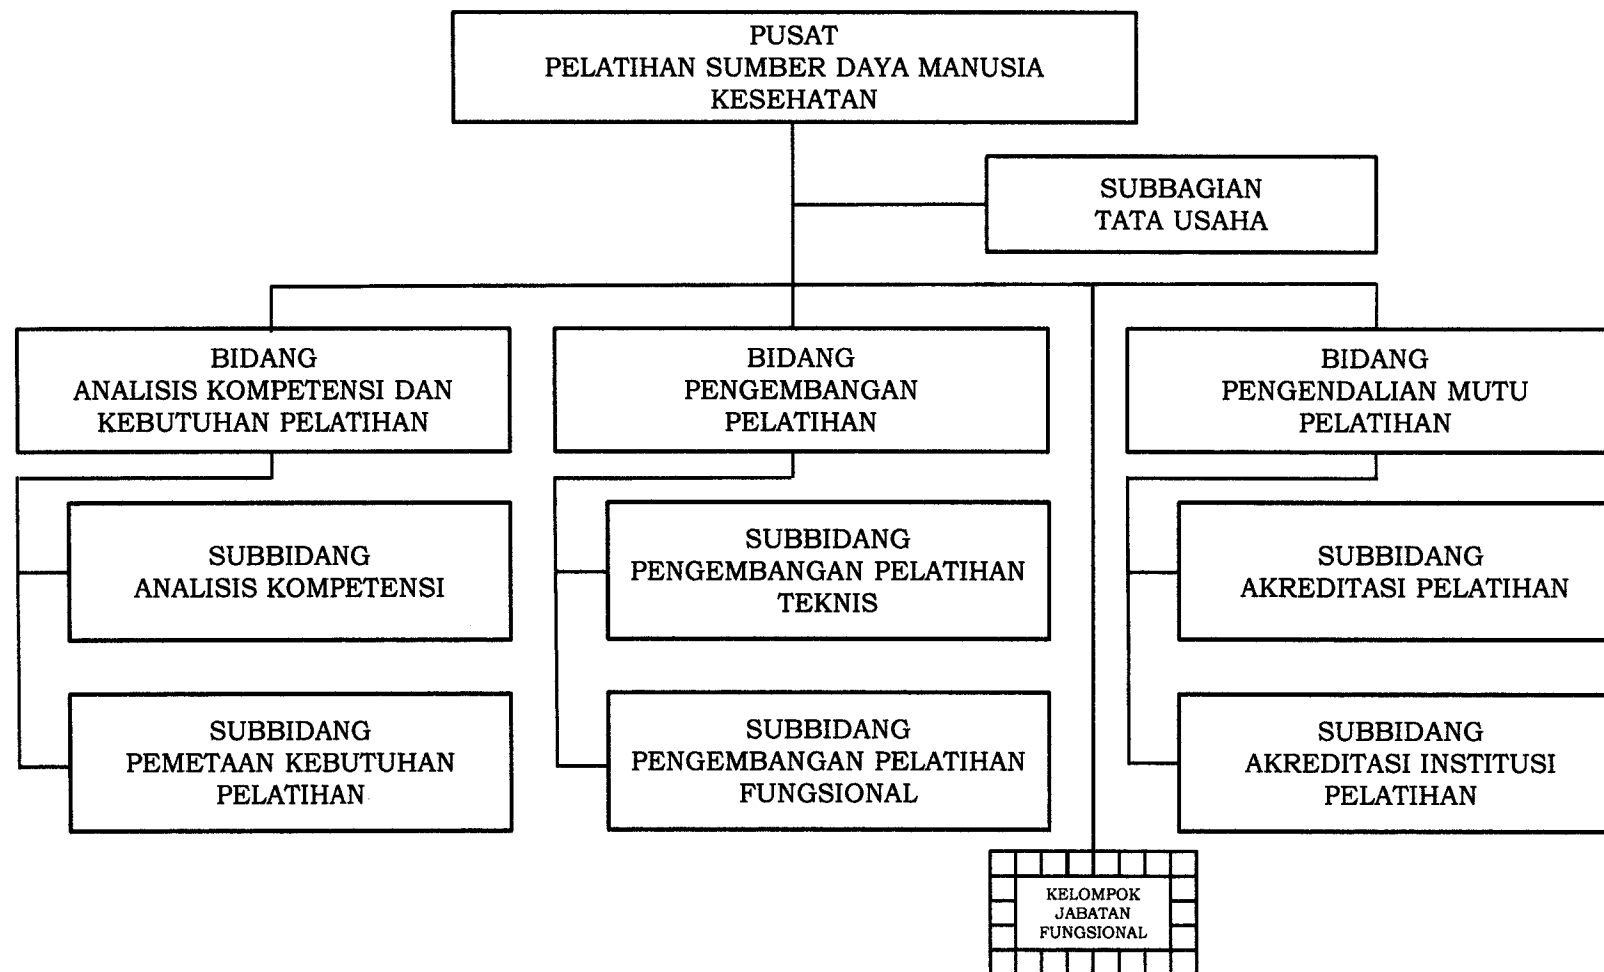 PUSAT
PELATIHAN SUMBER DAYA MANUSIA
KESEHATAN
SUBBAGIAN
TATA USAHA
BIDANG
ANALISIS KOMPETENSI DAN
KEBUTUHAN PELATIHAN
BIDANG
PENGEMBANGAN
PELATIHAN
BIDANG
PENGENDALIAN MUTU
PELATIHAN
SUBBIDANG
ANALISIS KOMPETENSI
SUBBIDANG
PENGEMBANGAN PELATIHAN
TEKNIS
SUBBIDANG
AKREDITASI PELATIHAN
SUBBIDANG
PEMETAAN KEBUTUHAN
PELATIHAN
SUBBIDANG
PENGEMBANGAN PELATIHAN
FUNGSIONAL
SUBBIDANG
AKREDITASI INSTITUSI
PELATIHAN
KELOMPOK
JABATAN
FUNGSIONAL